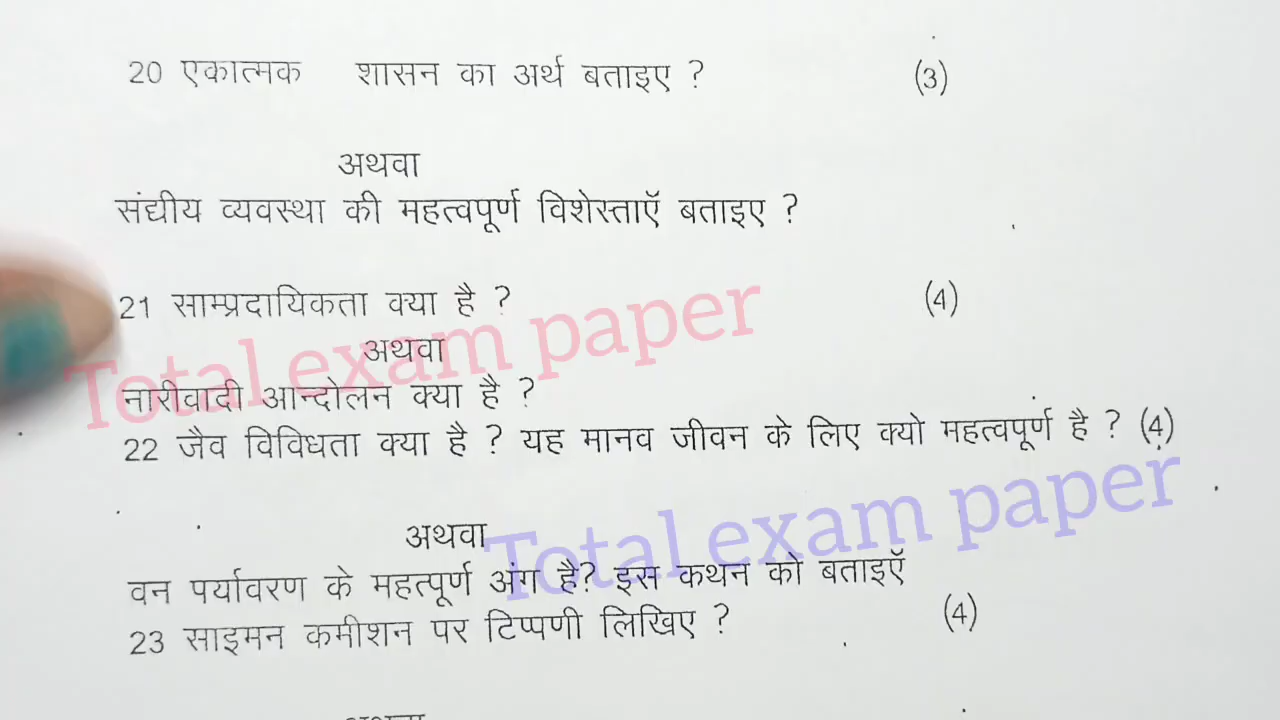 20 एकात्मक शासन का अर्थ बताइए ? (3)
अथवा
संद्यीय व्यवस्था की महत्वपूर्ण विशेस्ताऍ बताइए ?
21 साम्प्रदायिकता क्या है ? (4)
अथवा
Total exam paper
नारीवादी आन्दोलन क्या है ?
22 जैव विविधता क्या है ? यह मानव जीवन के लिए क्यो महत्वपूर्ण है ? (4)
अथवा
Total exam paper
वन पर्यावरण के महत्पूर्ण अंग है? इस कथन को बताइऍ
23 साइमन कमीशन पर टिप्पणी लिखिए ? (4)